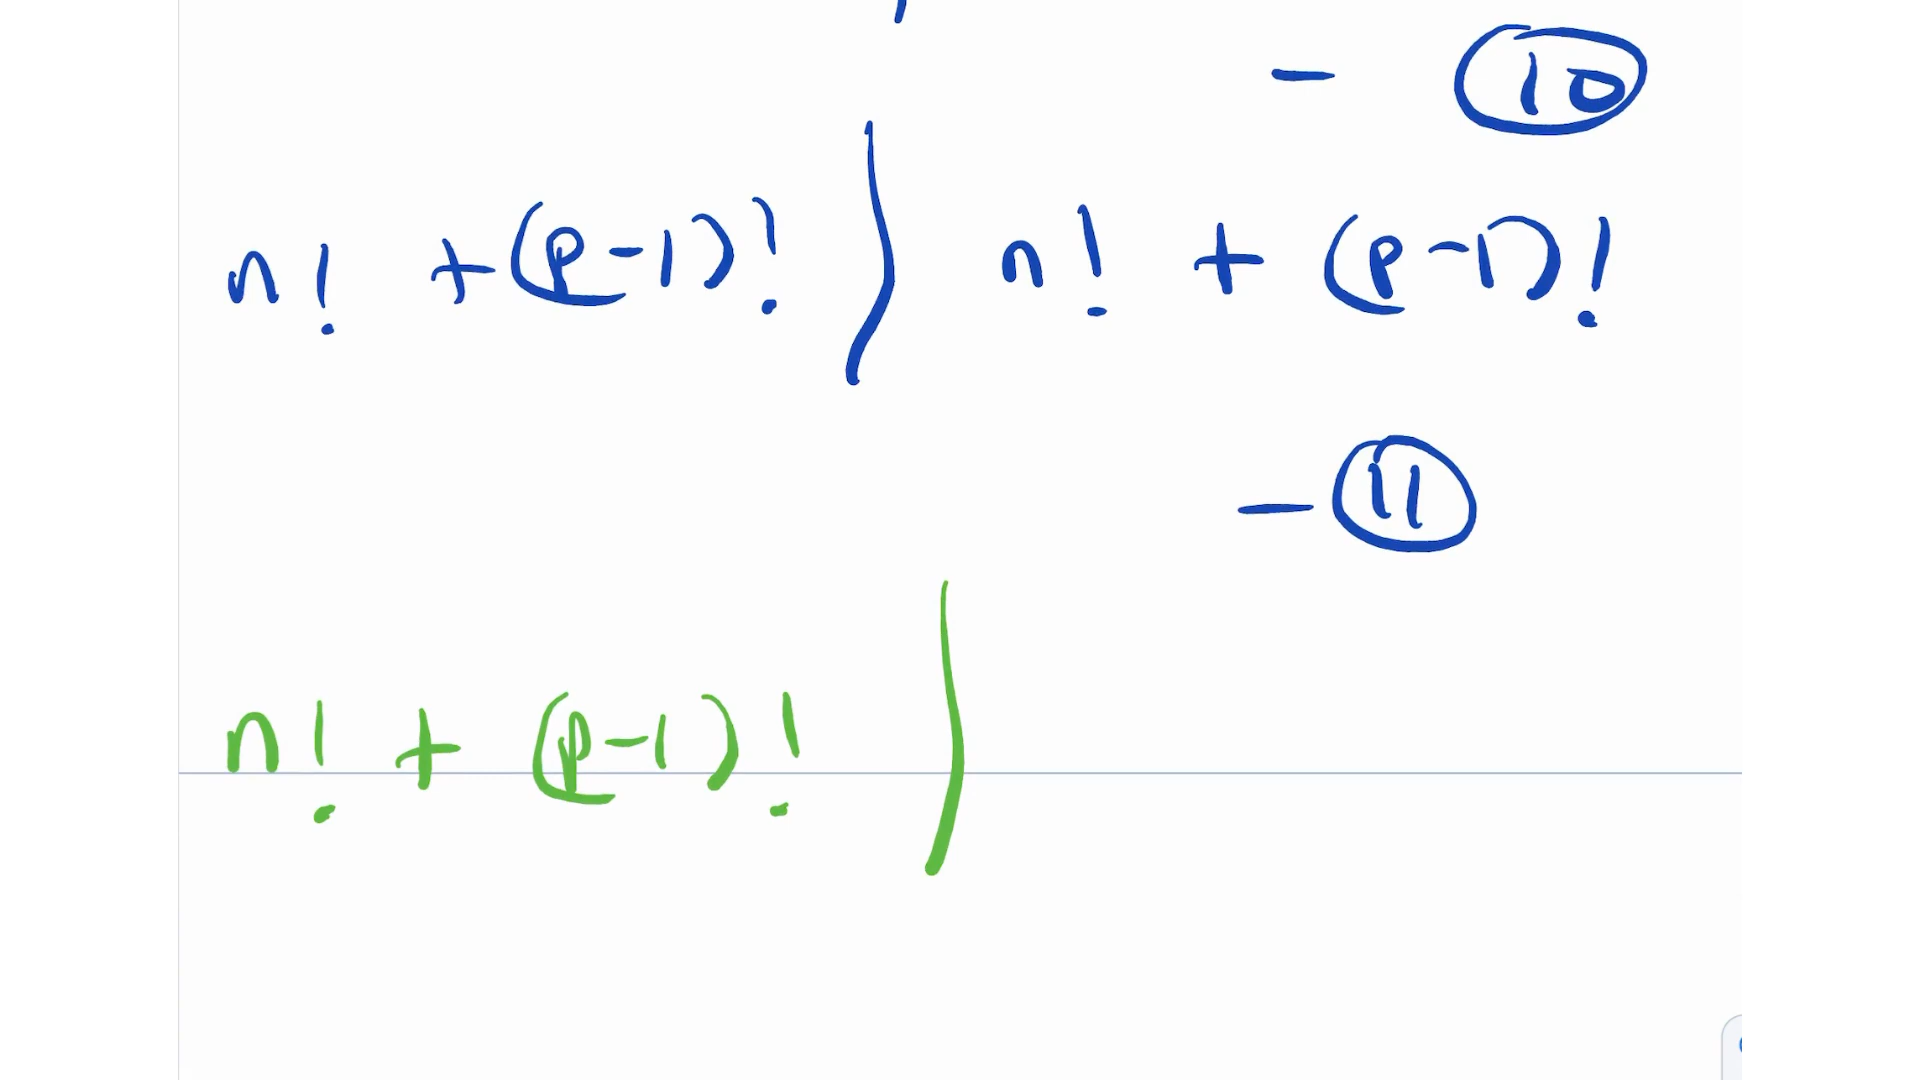 - 10
n! + (p-1)! | n! + (p-1)!
- 11
n! + (p-1)! |